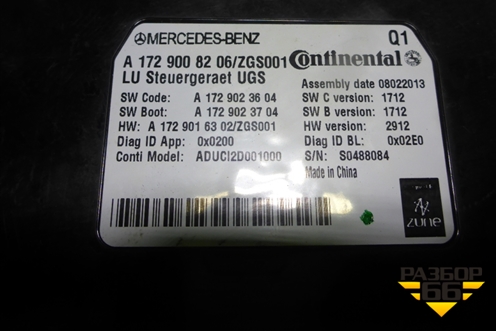 MERCEDES-BENZ Q1
A 172 900 82 06/ZGS001 Continental
LU Steuergeraet UGS Assembly date 08022013
SW Code: A 172 902 36 04 SW C version: 1712
SW Boot: A 172 902 37 04 SW B version: 1712
HW: A 172 901 63 02/ZGS001 HW version: 2912
Diag ID App: 0x0200 Diag ID BL: 0x02E0
Conti Model: ADUCI2D001000 S/N: S0488084
Made in China
zune
РАЗБОР
66